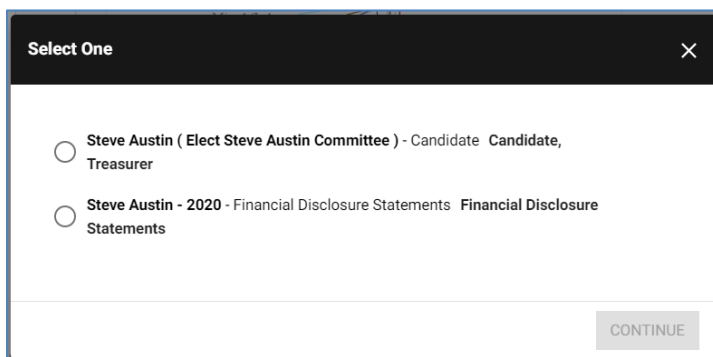 Select One
Steve Austin ( Elect Steve Austin Committee ) - Candidate Candidate,
Treasurer
Steve Austin - 2020 - Financial Disclosure Statements Financial Disclosure
Statements
CONTINUE